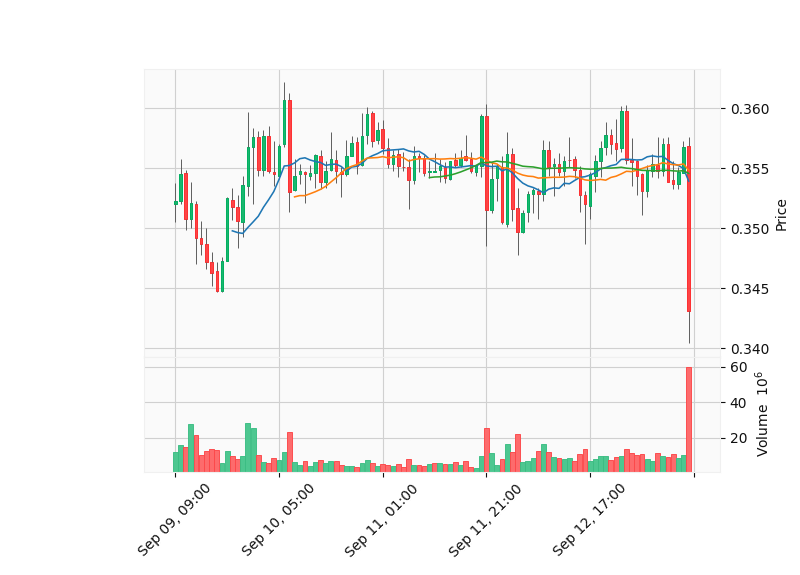 0.360
0.355
0.350
0.345
0.340
Price
60
40
20
Volume 10^6
Sep 09, 09:00
Sep 10, 05:00
Sep 11, 01:00
Sep 11, 21:00
Sep 12, 17:00